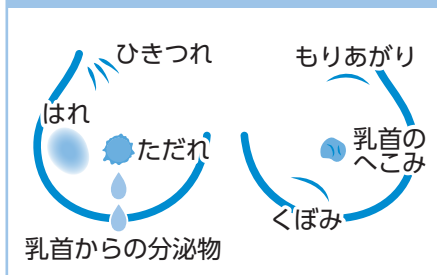 ひきつれ
はれ
ただれ
乳首からの分泌物
もりあがり
乳首の
へこみ
くぼみ